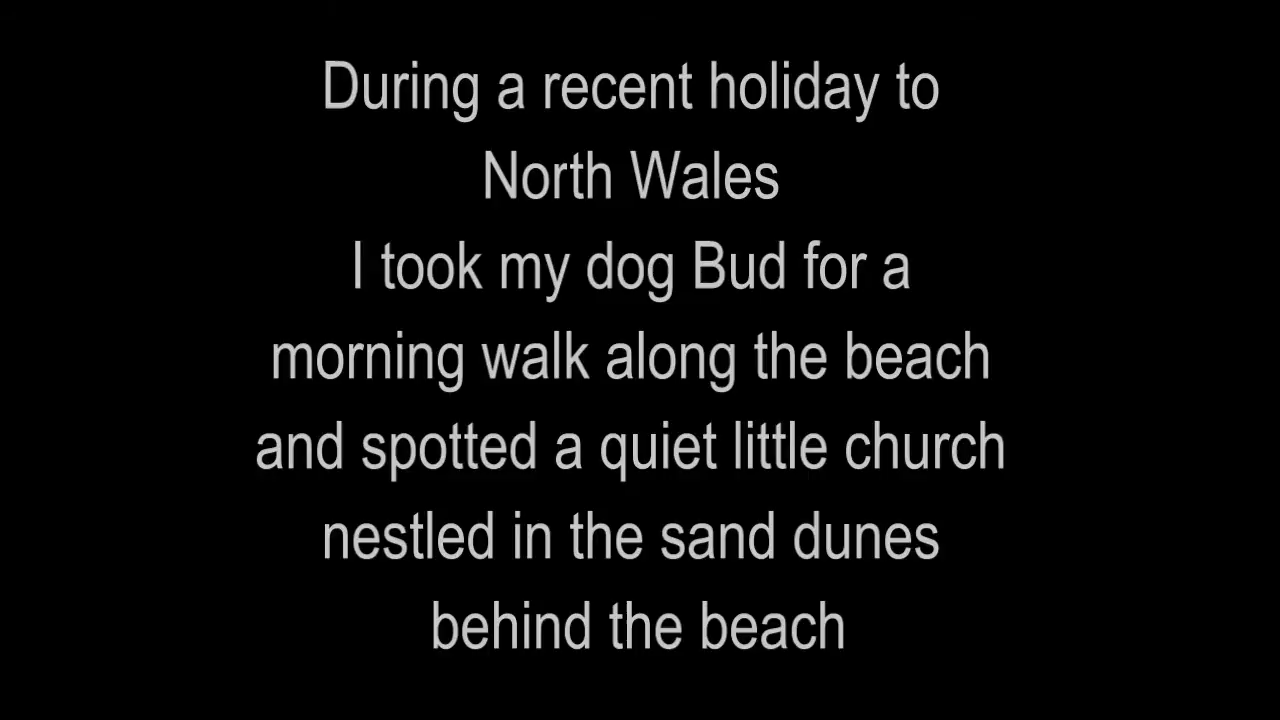 During a recent holiday to
North Wales
I took my dog Bud for a
morning walk along the beach
and spotted a quiet little church
nestled in the sand dunes
behind the beach